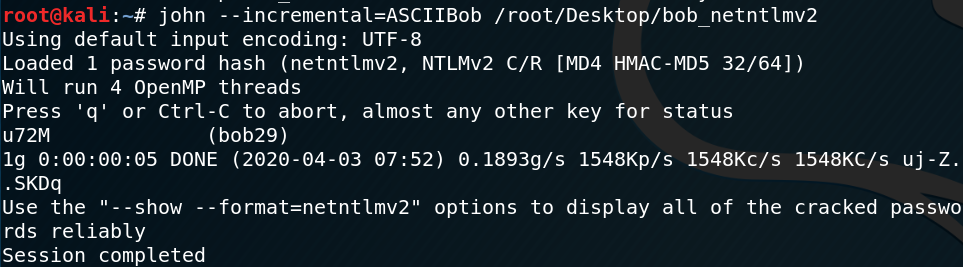 root@kali:~# john --incremental=ASCIIBob /root/Desktop/bob_netntlmv2
Using default input encoding: UTF-8
Loaded 1 password hash (netntlmv2, NTLMv2 C/R [MD4 HMAC-MD5 32/64])
Will run 4 OpenMP threads
Press 'q' or Ctrl-C to abort, almost any other key for status
u72M             (bob29)
1g 0:00:00:05 DONE (2020-04-03 07:52) 0.1893g/s 1548Kp/s 1548Kc/s 1548KC/s uj-Z.
.SKDq
Use the "--show --format=netntlmv2" options to display all of the cracked passwo
rds reliably
Session completed